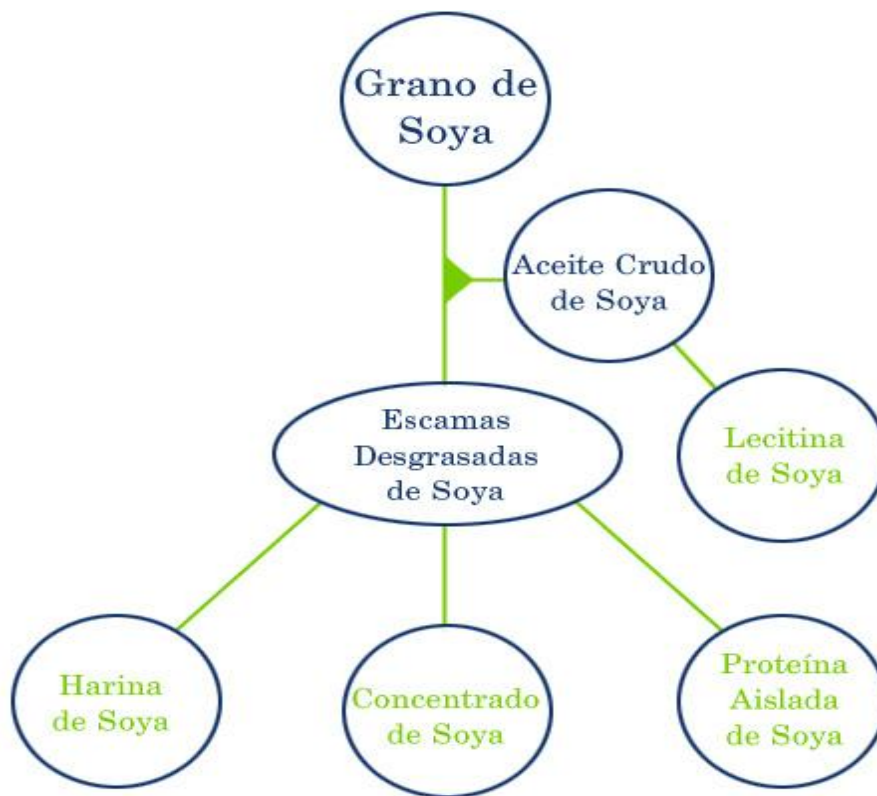 Grano de
Soya
Aceite Crudo
de Soya
Escamas
Desgrasadas
de Soya
Lecitina
de Soya
Harina
de Soya
Concentrado
de Soya
Proteína
Aislada
de Soya